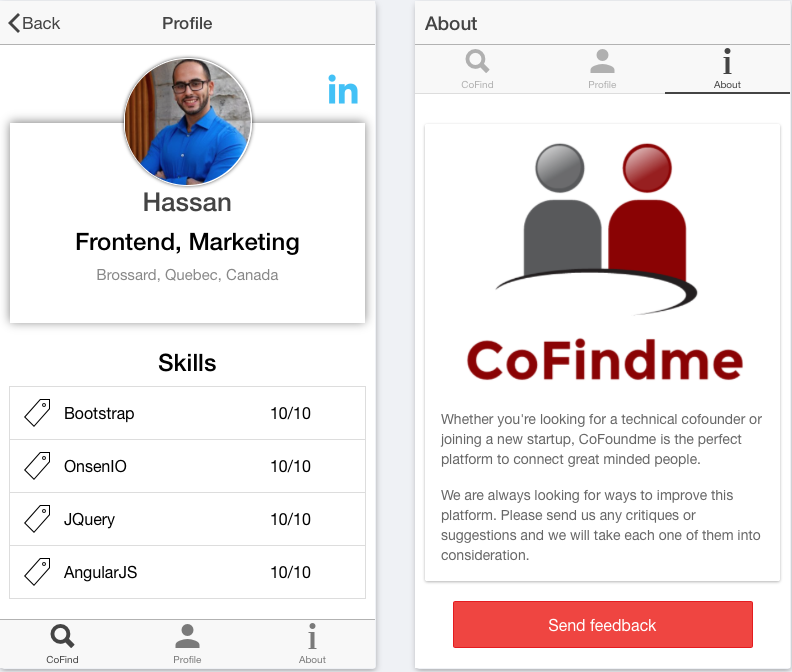 Back
Profile
in
Hassan
Frontend, Marketing
Brossard, Quebec, Canada
Skills
Bootstrap 10/10
OnsenIO 10/10
JQuery 10/10
AngularJS 10/10
CoFind Profile About
About
CoFind Profile About
CoFindme
Whether you're looking for a technical cofounder or
joining a new startup, CoFoundme is the perfect
platform to connect great minded people.
We are always looking for ways to improve this
platform. Please send us any critiques or
suggestions and we will take each one of them into
consideration.
Send feedback